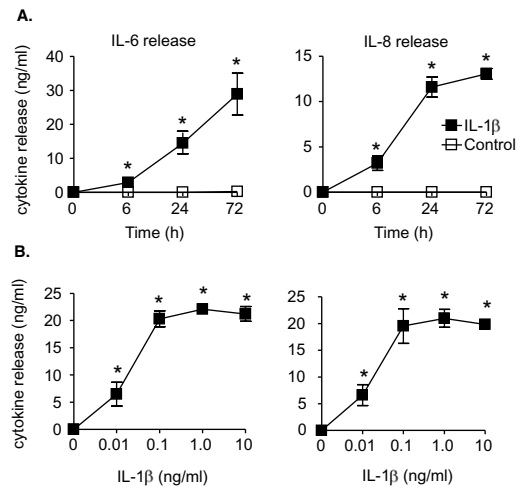 A.
IL-6 release
IL-8 release
cytokine release (ng/ml)
40
30
20
10
0
0 6 24 72
Time (h)
15
10
5
0
0 6 24 72
Time (h)
* * *
* * *
IL-1β
Control
B.
cytokine release (ng/ml)
25
20
15
10
5
0
0 0.01 0.1 1.0 10
IL-1β (ng/ml)
* * * *
25
20
15
10
5
0
0 0.01 0.1 1.0 10
IL-1β (ng/ml)
* * * *